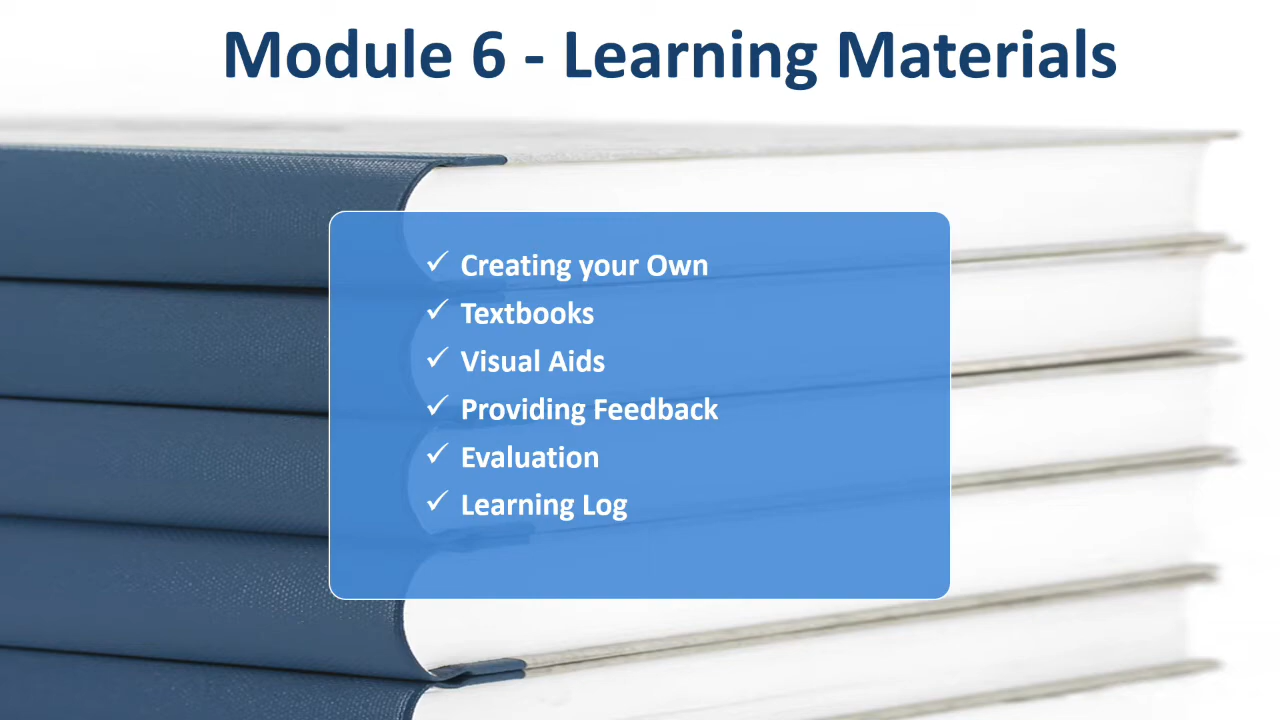 Module 6 - Learning Materials
✓ Creating your Own
✓ Textbooks
✓ Visual Aids
✓ Providing Feedback
✓ Evaluation
✓ Learning Log